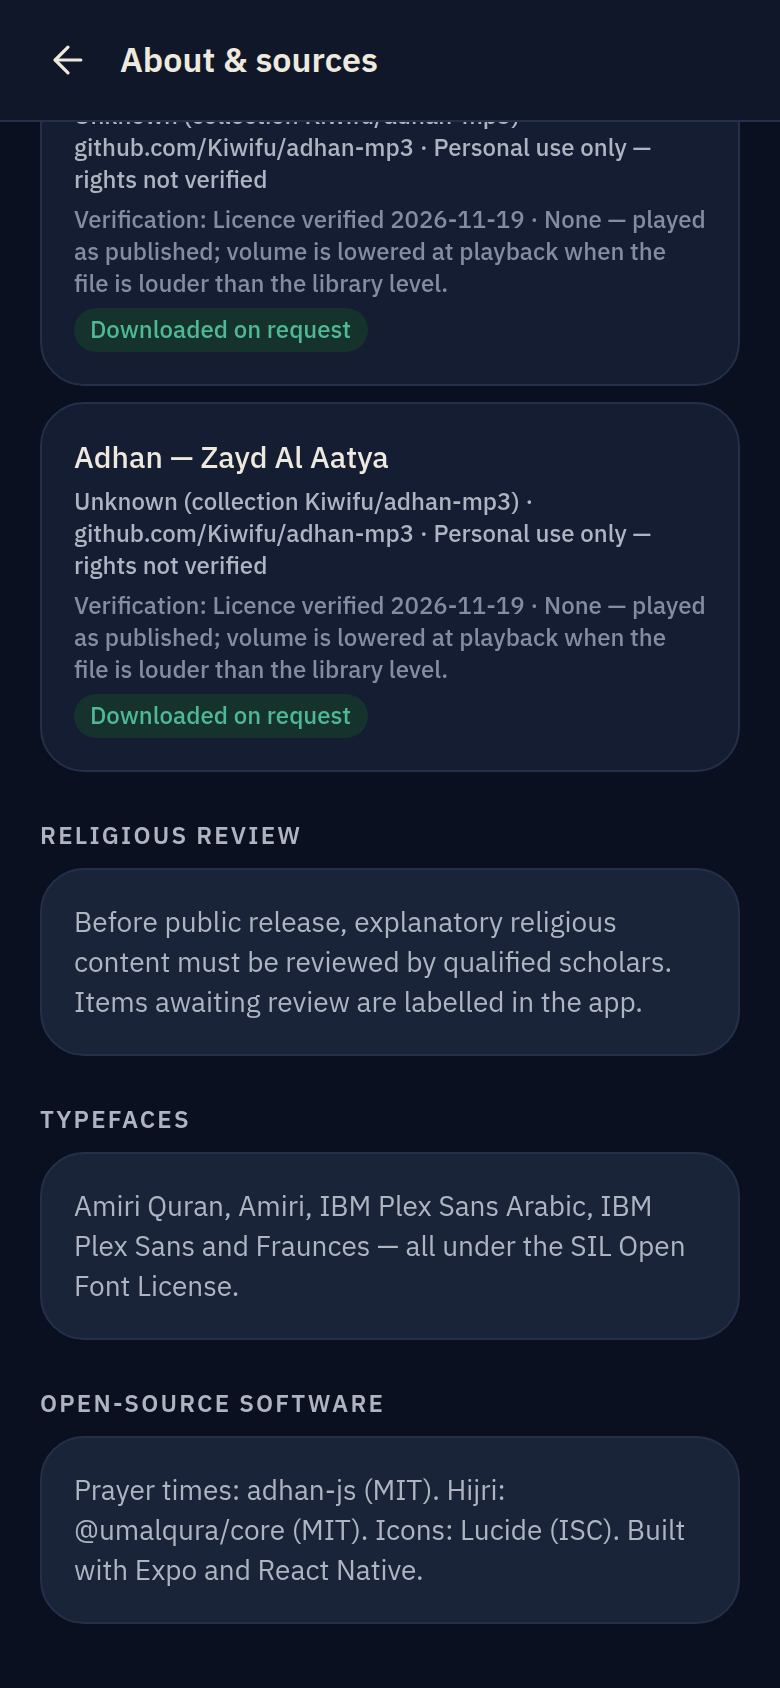 About & sources
Unknown (collection Kiwifu/adhan-mp3) ·
github.com/Kiwifu/adhan-mp3 · Personal use only —
rights not verified
Verification: Licence verified 2026-11-19 · None — played
as published; volume is lowered at playback when the
file is louder than the library level.
Downloaded on request
Adhan — Zayd Al Aatya
Unknown (collection Kiwifu/adhan-mp3) ·
github.com/Kiwifu/adhan-mp3 · Personal use only —
rights not verified
Verification: Licence verified 2026-11-19 · None — played
as published; volume is lowered at playback when the
file is louder than the library level.
Downloaded on request
RELIGIOUS REVIEW
Before public release, explanatory religious
content must be reviewed by qualified scholars.
Items awaiting review are labelled in the app.
TYPEFACES
Amiri Quran, Amiri, IBM Plex Sans Arabic, IBM
Plex Sans and Fraunces — all under the SIL Open
Font License.
OPEN-SOURCE SOFTWARE
Prayer times: adhan-js (MIT). Hijri:
@umalqura/core (MIT). Icons: Lucide (ISC). Built
with Expo and React Native.